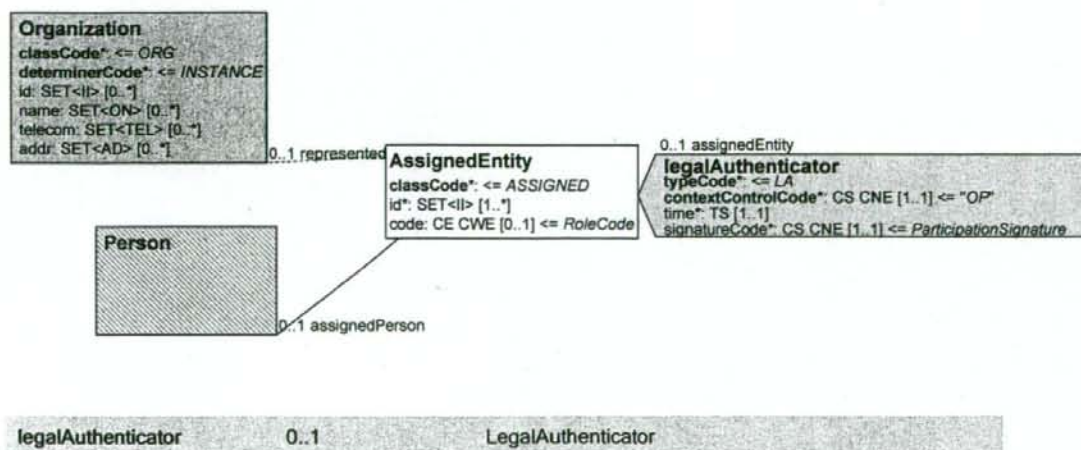 Organization
classCode*: <= ORG
determinerCode*: <= INSTANCE
id: SET<II> [0..*]
name: SET<ON> [0..*]
telecom: SET<TEL> [0..*]
addr: SET<AD> [0..*]
0..1 represented
AssignedEntity
classCode*: <= ASSIGNED
id*: SET<II> [1..*]
code: CE CWE [0..1] <= RoleCode
0..1 assignedEntity
legalAuthenticator
typeCode*: <= LA
contextControlCode*: CS CNE [1..1] <= "OP"
time*: TS [1..1]
signatureCode*: CS CNE [1..1] <= ParticipationSignature
Person
0..1 assignedPerson
legalAuthenticator 0..1 LegalAuthenticator